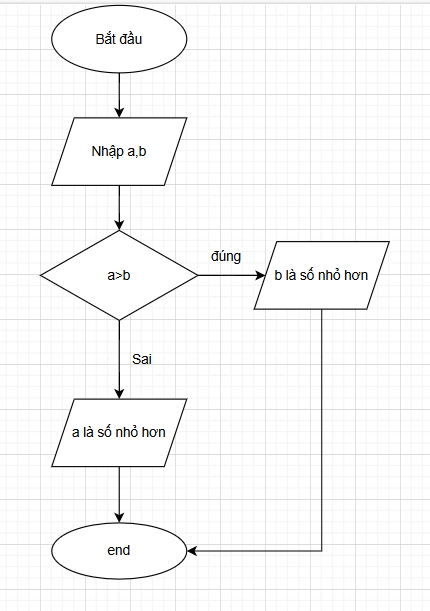 Bắt đầu
Nhập a,b
a>b
đúng
b là số nhỏ hơn
Sai
a là số nhỏ hơn
end